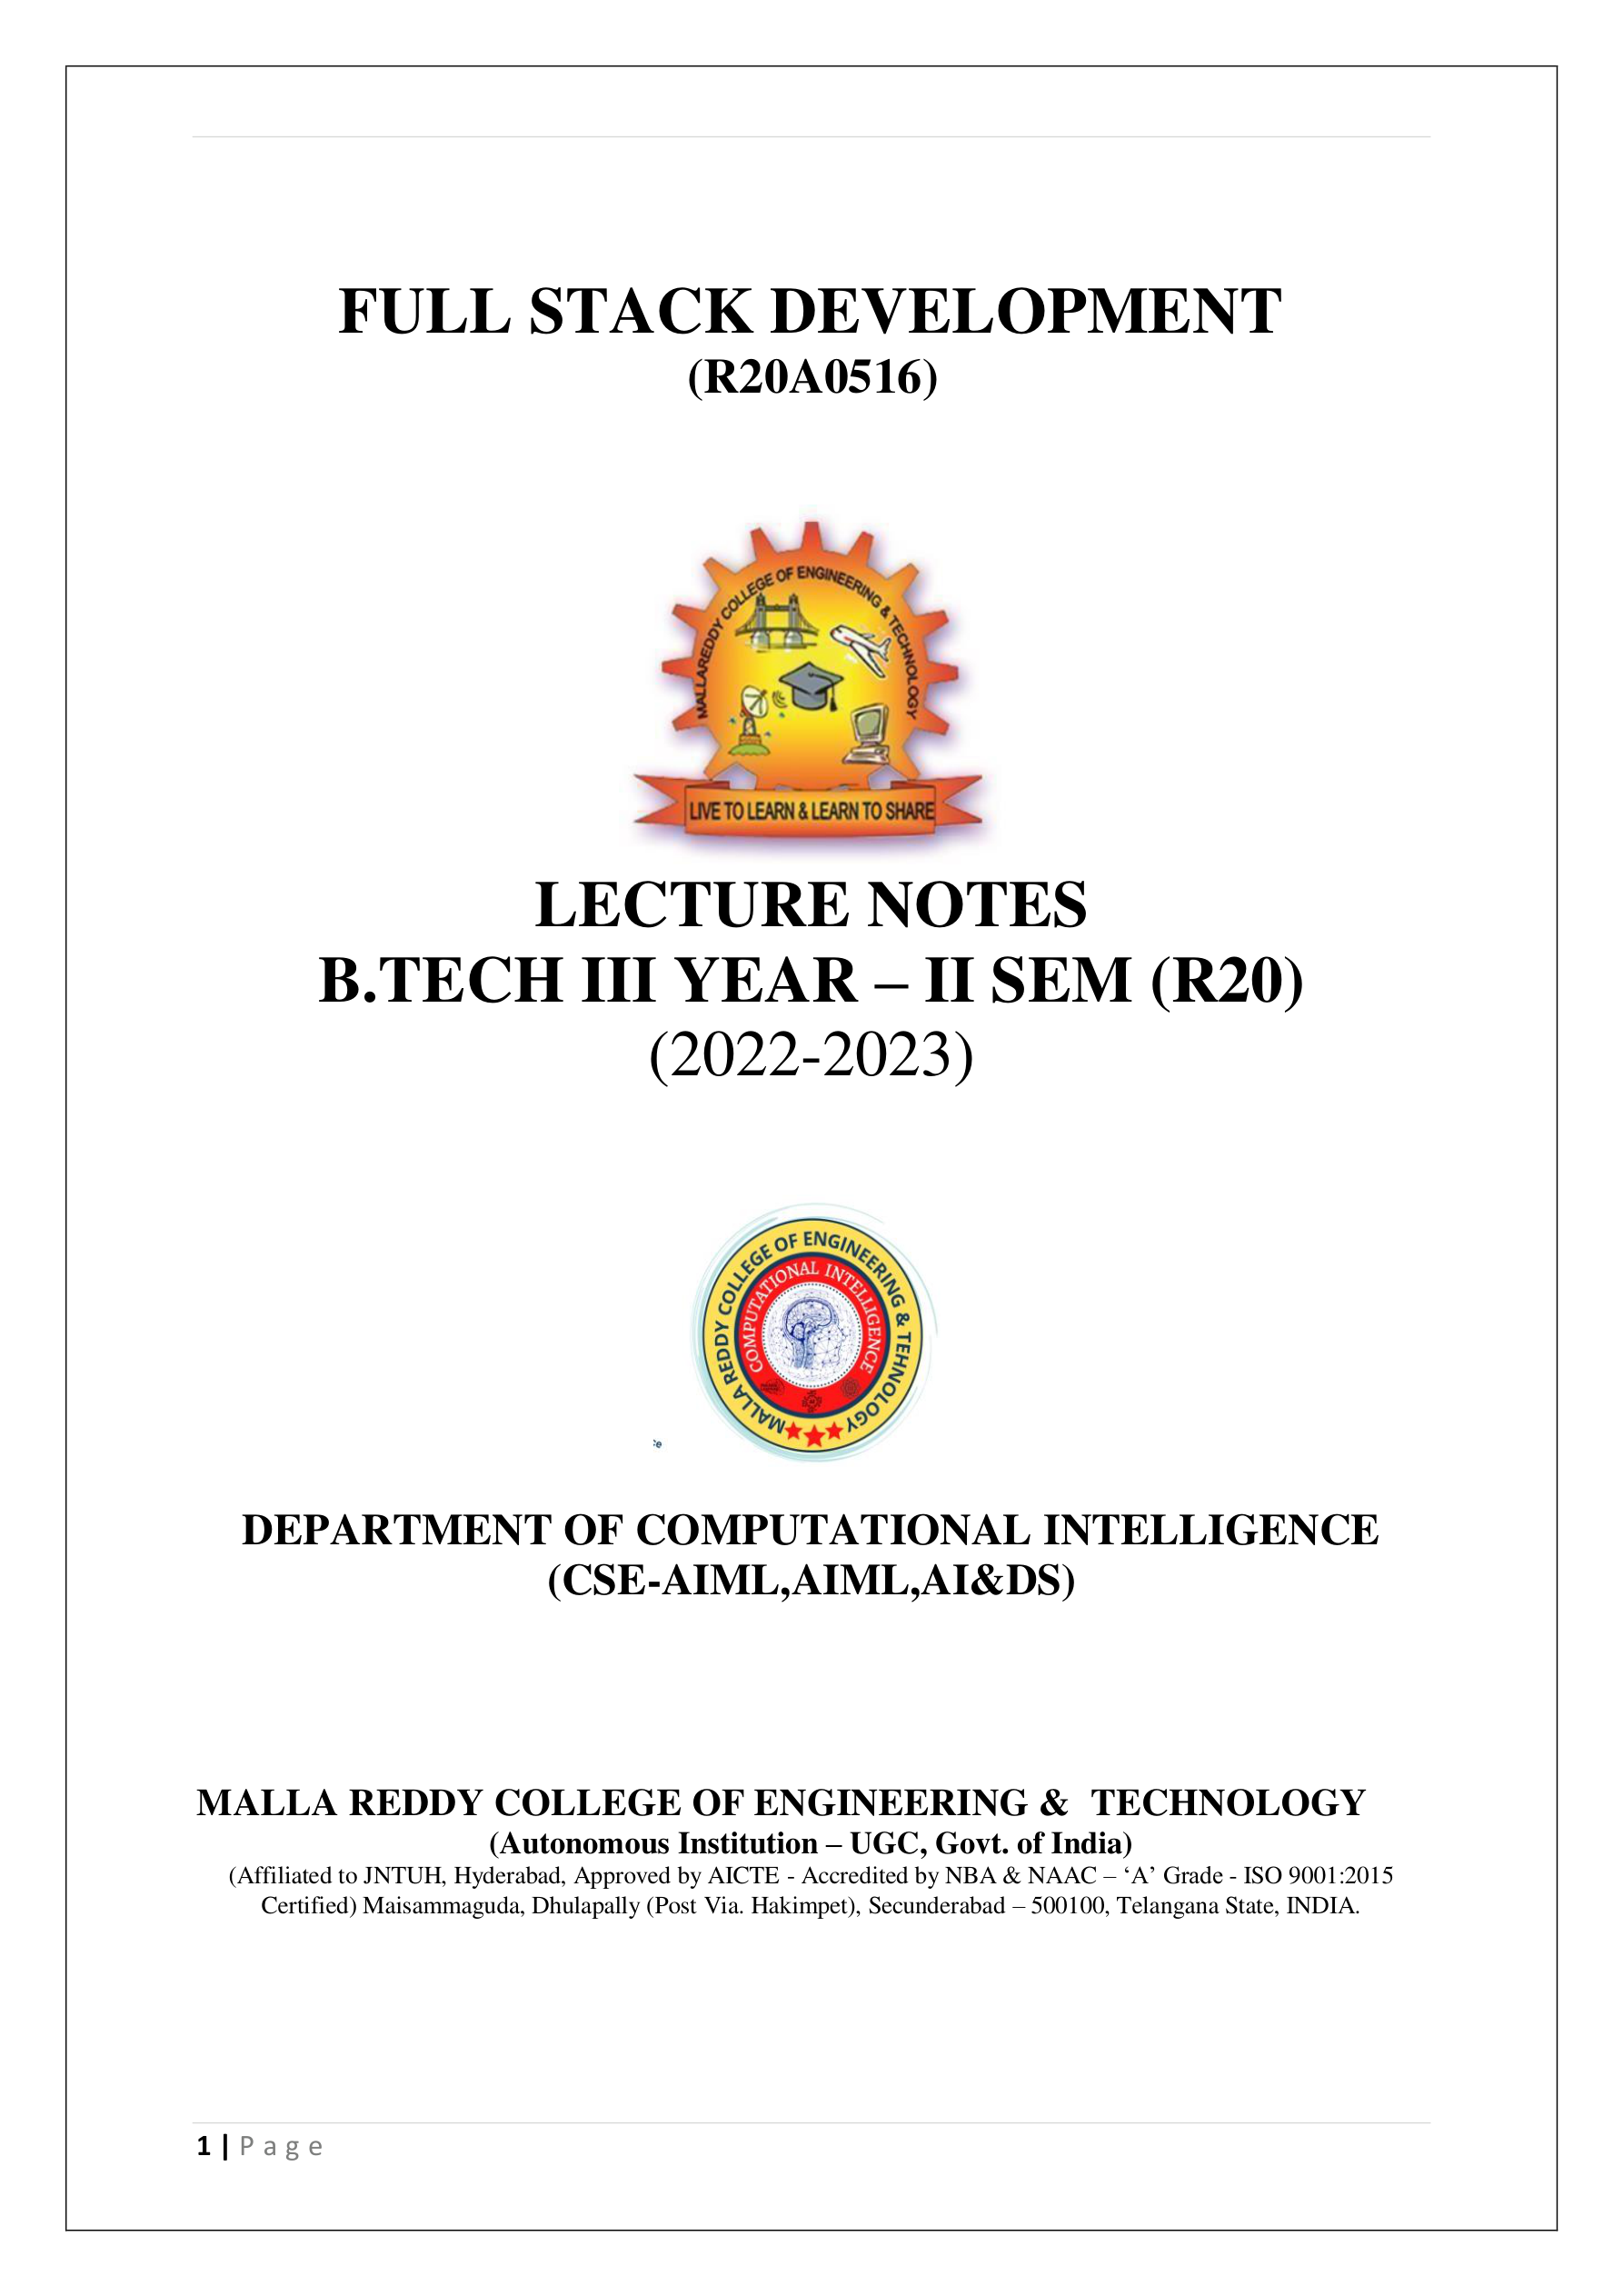 FULL STACK DEVELOPMENT
(R20A0516)
MALLAREDDY COLLEGE OF ENGINEERING & TECHNOLOGY
LIVE TO LEARN & LEARN TO SHARE
LECTURE NOTES
B.TECH III YEAR – II SEM (R20)
(2022-2023)
MALLA REDDY COLLEGE OF ENGINEERING & TEHNOLOGY
COMPUTATIONAL INTELLIGENCE
DEPARTMENT OF COMPUTATIONAL INTELLIGENCE
(CSE-AIML,AIML,AI&DS)
MALLA REDDY COLLEGE OF ENGINEERING & TECHNOLOGY
(Autonomous Institution – UGC, Govt. of India)
(Affiliated to JNTUH, Hyderabad, Approved by AICTE - Accredited by NBA & NAAC – ‘A’ Grade - ISO 9001:2015
Certified) Maisammaguda, Dhulapally (Post Via. Hakimpet), Secunderabad – 500100, Telangana State, INDIA.
1 | Page